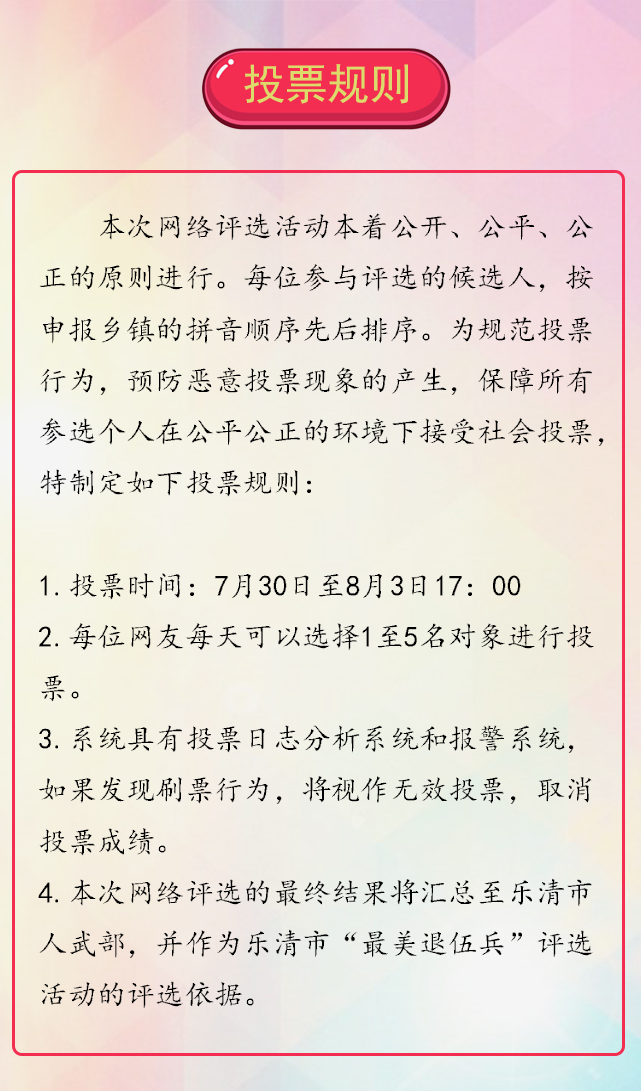 投票规则
本次网络评选活动本着公开、公平、公
正的原则进行。每位参与评选的候选人，按
申报乡镇的拼音顺序先后排序。为规范投票
行为，预防恶意投票现象的产生，保障所有
参选个人在公平公正的环境下接受社会投票，
特制定如下投票规则：
1. 投票时间：7月30日至8月3日17：00
2. 每位网友每天可以选择1至5名对象进行投
票。
3. 系统具有投票日志分析系统和报警系统，
如果发现刷票行为，将视作无效投票，取消
投票成绩。
4. 本次网络评选的最终结果将汇总至乐清市
人武部，并作为乐清市“最美退伍兵”评选
活动的评选依据。